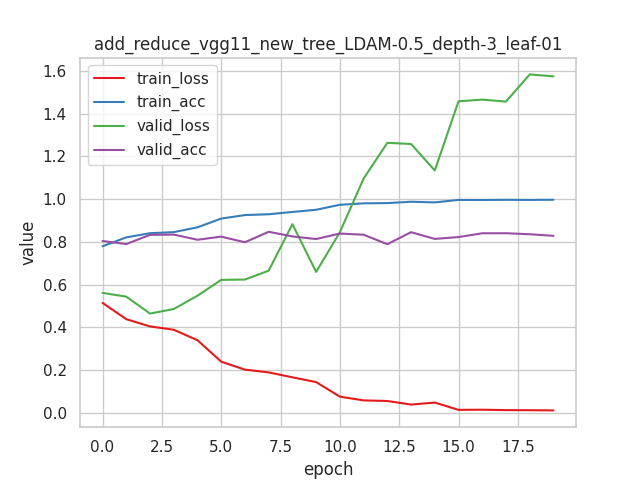 add_reduce_vgg11_new_tree_LDAM-0.5_depth-3_leaf-01
train_loss
train_acc
valid_loss
valid_acc
value
1.6
1.4
1.2
1.0
0.8
0.6
0.4
0.2
0.0
0.0 2.5 5.0 7.5 10.0 12.5 15.0 17.5
epoch